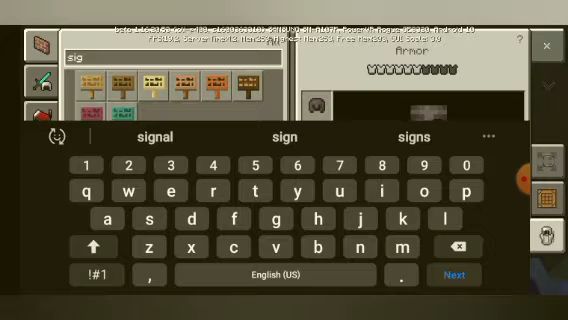 All
?
Armor
sig
signal sign signs
1 2 3 4 5 6 7 8 9 0
q w e r t y u i o p
a s d f g h j k l
z x c v b n m
!#1 , English (US) . Next